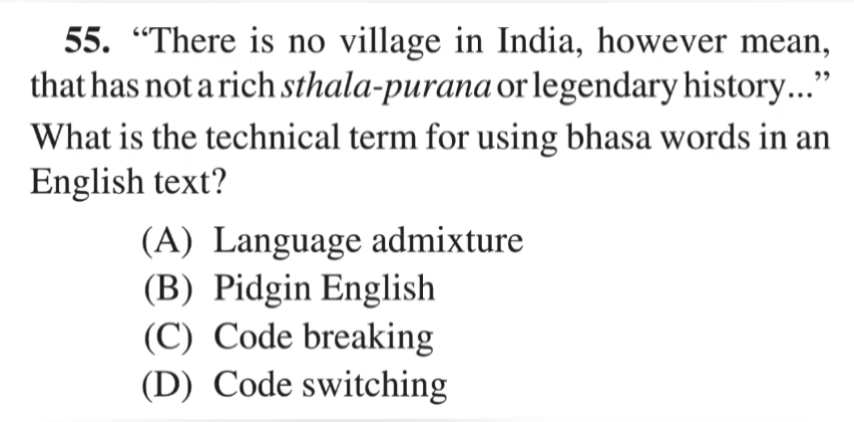 55. “There is no village in India, however mean,
that has not a rich sthala-purana or legendary history...”
What is the technical term for using bhasa words in an
English text?
(A) Language admixture
(B) Pidgin English
(C) Code breaking
(D) Code switching